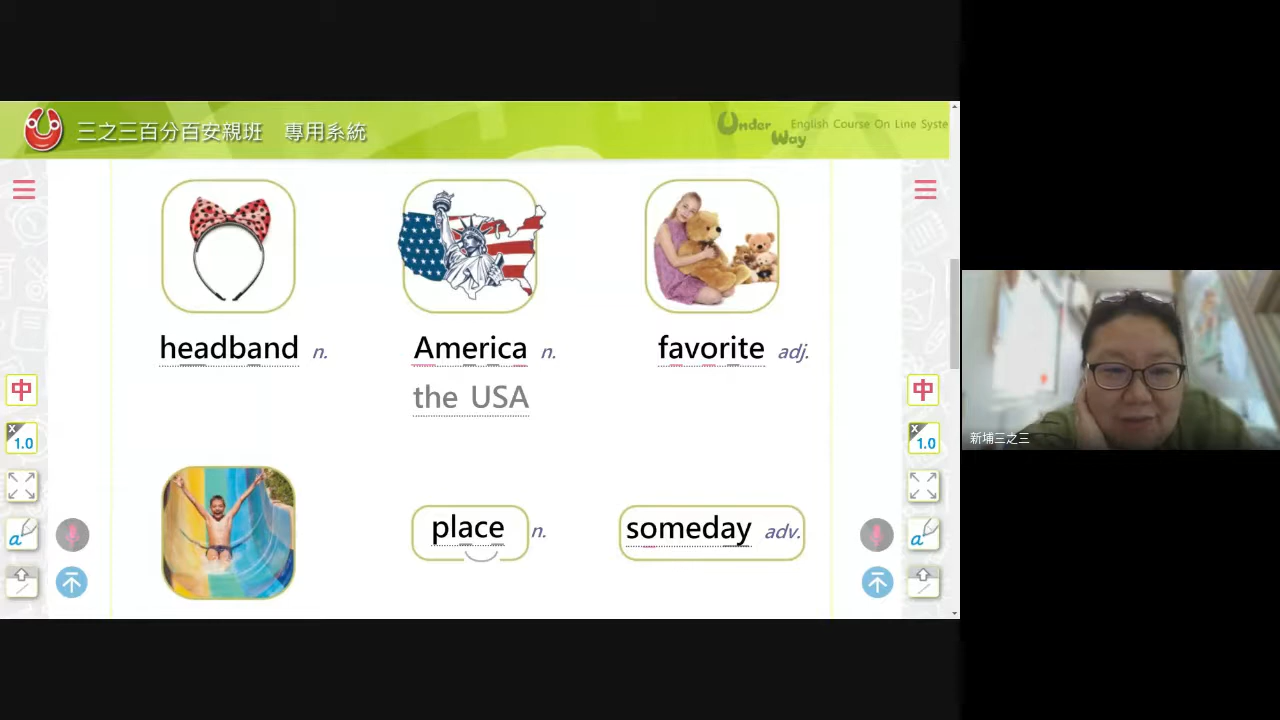 三之三百分百安親班 專用系統
Under Way English Course On Line Syste
headband n.
America n.
favorite adj.
the USA
中
中
x 1.0
x 1.0
place n.
someday adv.
a
a
新埔三之三